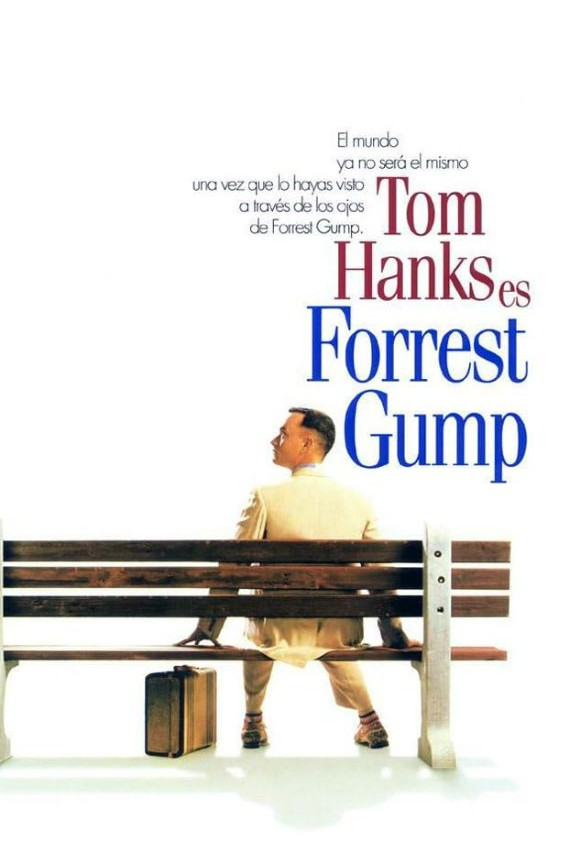 El mundo
ya no será el mismo
una vez que lo hayas visto
a través de los ojos
de Forrest Gump.
Tom
Hanks es
Forrest
Gump